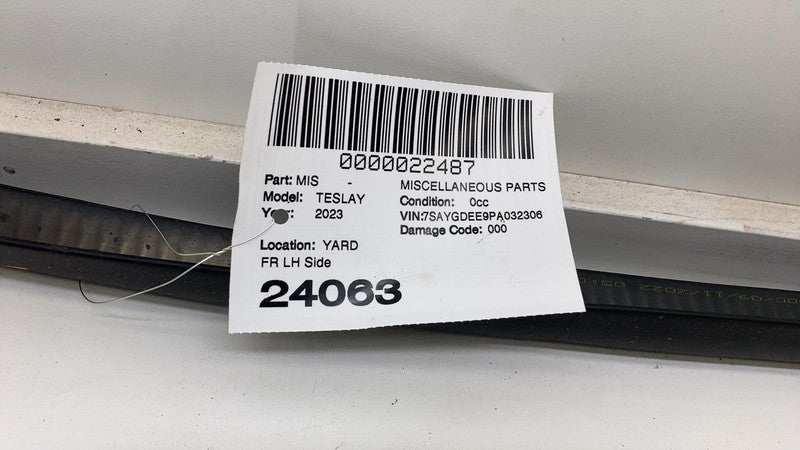 0000022487
Part: MIS - MISCELLANEOUS PARTS
Model: TESLAY Condition: 0cc
2023 VIN:7SAYGDEE9PA032306
Damage Code: 000
Location: YARD
FR LH Side
24063